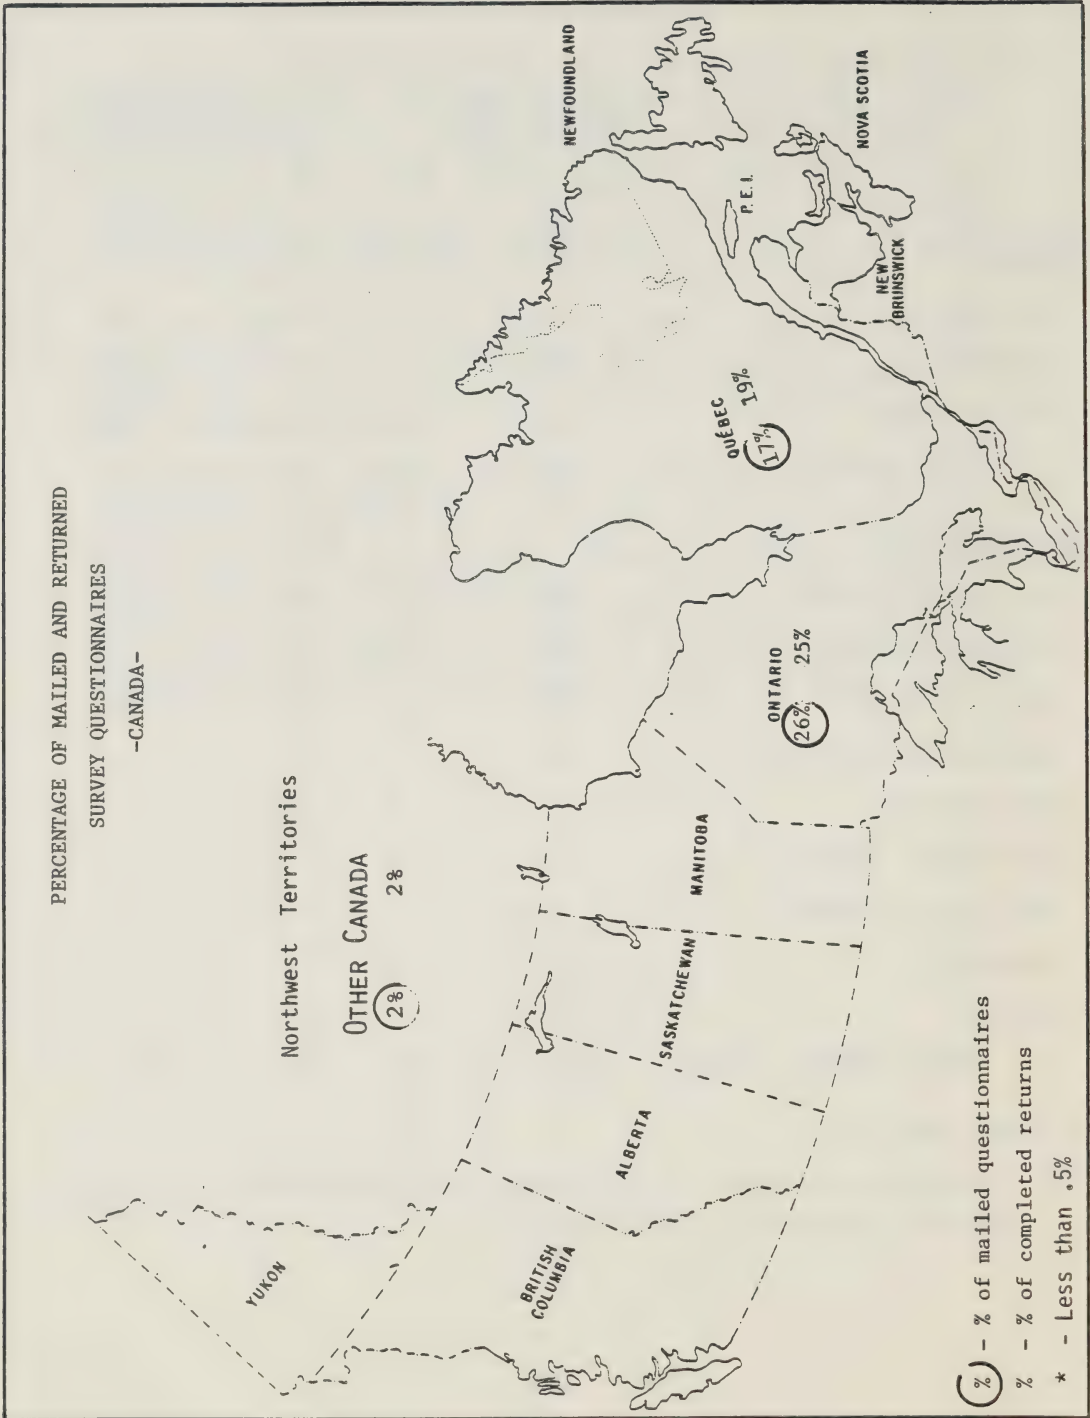 PERCENTAGE OF MAILED AND RETURNED
SURVEY QUESTIONNAIRES
-CANADA-
Northwest Territories
OTHER CANADA
2% 2%
YUKON
BRITISH
COLUMBIA
ALBERTA
SASKATCHEWAN
MANITOBA
ONTARIO
26% 25%
QUÉBEC
17% 19%
NEWFOUNDLAND
P.E.I.
NEW
BRUNSWICK
NOVA SCOTIA
% - % of mailed questionnaires
% - % of completed returns
* - Less than .5%